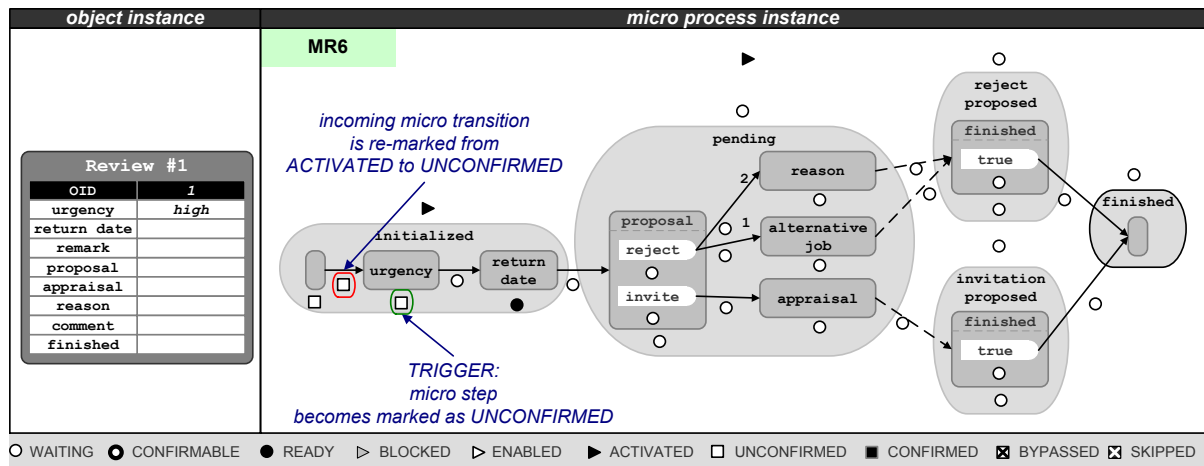 object instance
micro process instance
MR6
incoming micro transition
is re-marked from
ACTIVATED to UNCONFIRMED
Review #1
OID 1
urgency high
return date
remark
proposal
appraisal
reason
comment
finished
initialized
urgency
return
date
TRIGGER:
micro step
becomes marked as UNCONFIRMED
pending
proposal
reject
invite
2
1
reason
alternative
job
appraisal
reject
proposed
finished
true
invitation
proposed
finished
true
finished
WAITING CONFIRMABLE READY BLOCKED ENABLED ACTIVATED UNCONFIRMED CONFIRMED BYPASSED SKIPPED